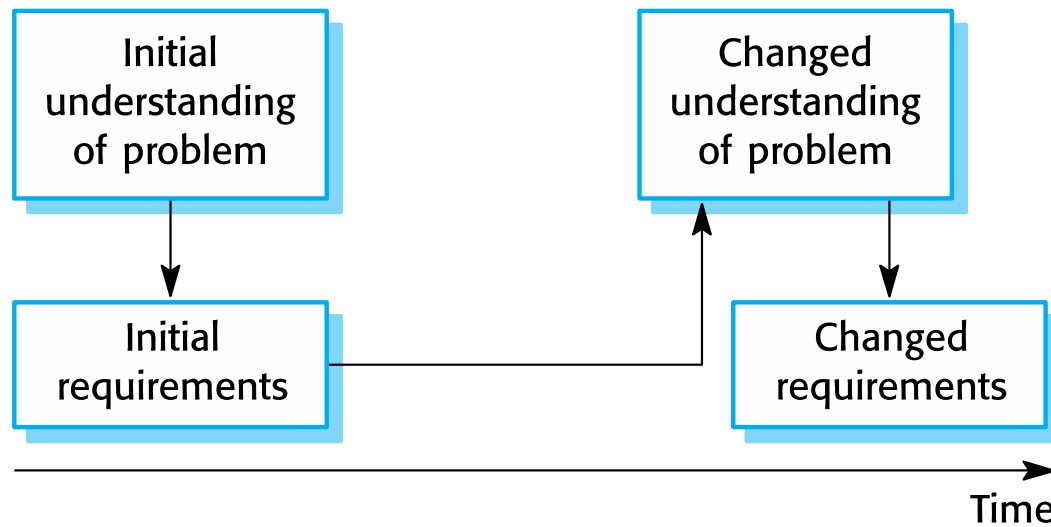 Initial
understanding
of problem
Changed
understanding
of problem
Initial
requirements
Changed
requirements
Time